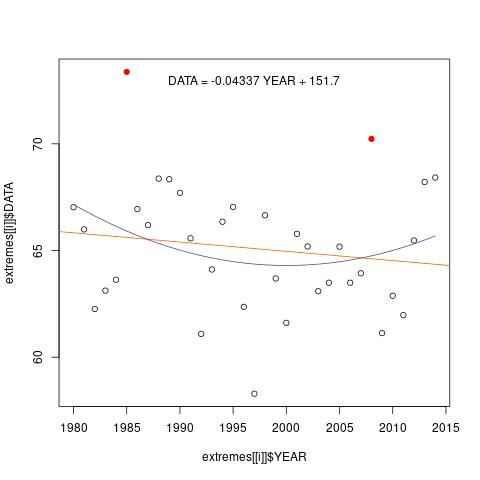 DATA = -0.04337 YEAR + 151.7
extremes[[i]]$DATA
70
65
60
1980 1985 1990 1995 2000 2005 2010 2015
extremes[[i]]$YEAR